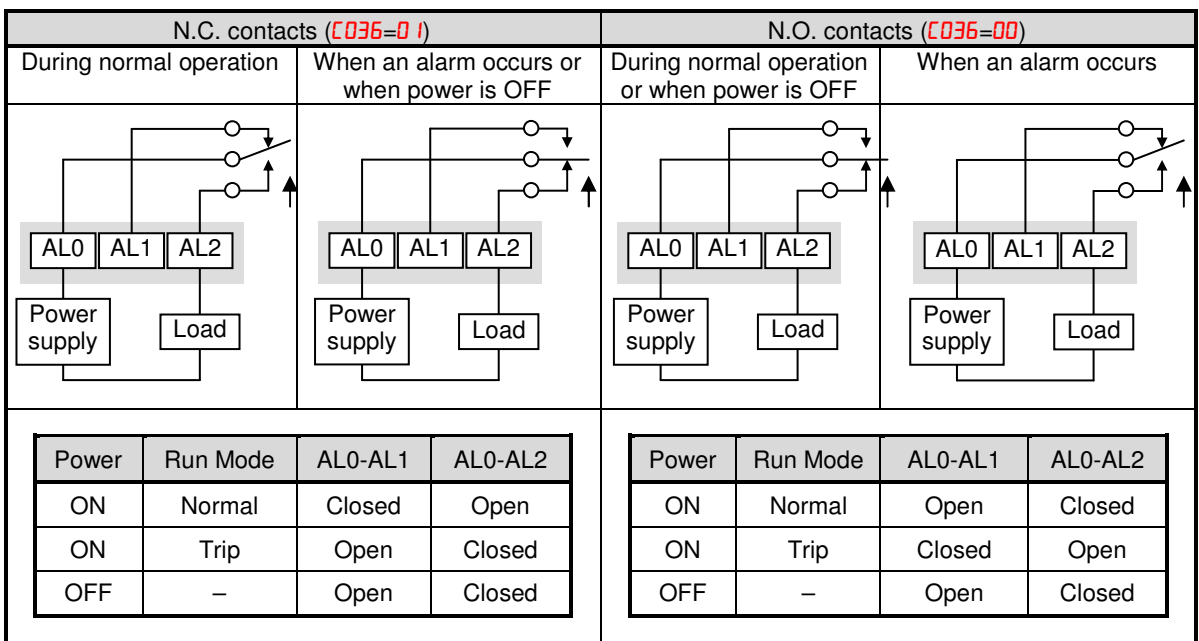 N.C. contacts (C036=01)
N.O. contacts (C036=00)
During normal operation
When an alarm occurs or
when power is OFF
During normal operation
or when power is OFF
When an alarm occurs
AL0 AL1 AL2
Power
supply
Load
AL0 AL1 AL2
Power
supply
Load
AL0 AL1 AL2
Power
supply
Load
AL0 AL1 AL2
Power
supply
Load
Power Run Mode AL0-AL1 AL0-AL2
ON Normal Closed Open
ON Trip Open Closed
OFF – Open Closed
Power Run Mode AL0-AL1 AL0-AL2
ON Normal Open Closed
ON Trip Closed Open
OFF – Open Closed